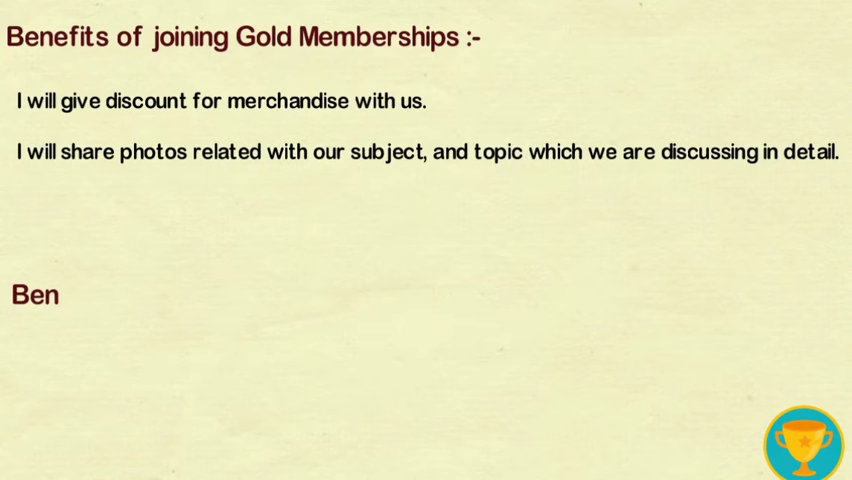 Benefits of joining Gold Memberships :-
I will give discount for merchandise with us.
I will share photos related with our subject, and topic which we are discussing in detail.
Ben